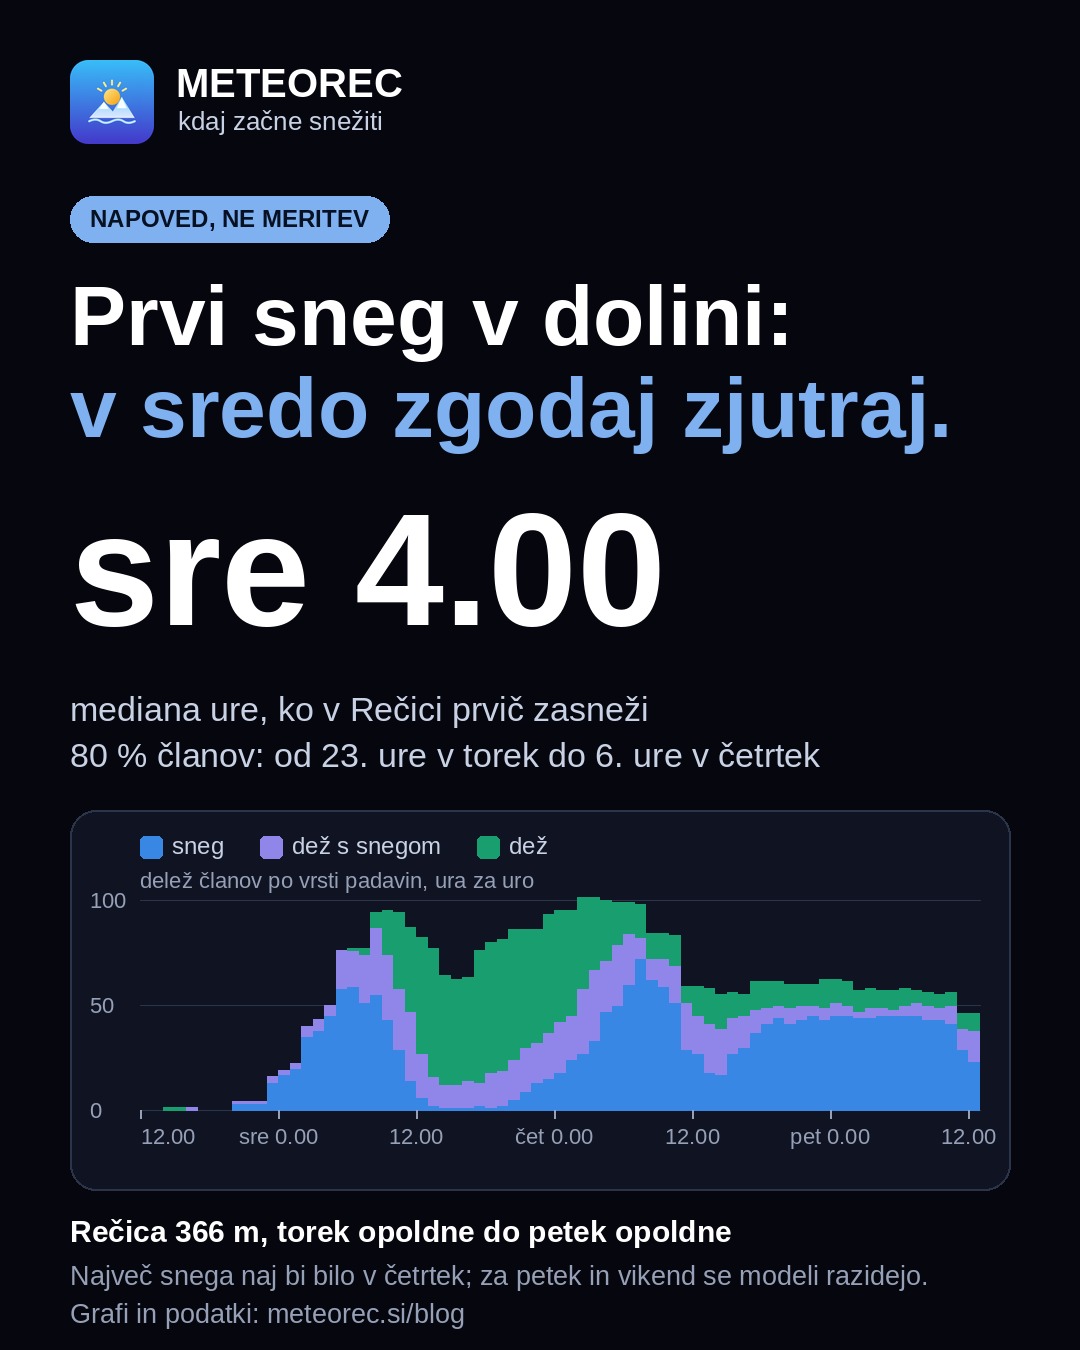 METEOREC
kdaj začne snežiti
NAPOVED, NE MERITEV
Prvi sneg v dolini:
v sredo zgodaj zjutraj.
sre 4.00
mediana ure, ko v Rečici prvič zasneži
80 % članov: od 23. ure v torek do 6. ure v četrtek
sneg dež s snegom dež
delež članov po vrsti padavin, ura za uro
100
50
0
12.00 sre 0.00 12.00 čet 0.00 12.00 pet 0.00 12.00
Rečica 366 m, torek opoldne do petek opoldne
Največ snega naj bi bilo v četrtek; za petek in vikend se modeli razidejo.
Grafi in podatki: meteorec.si/blog